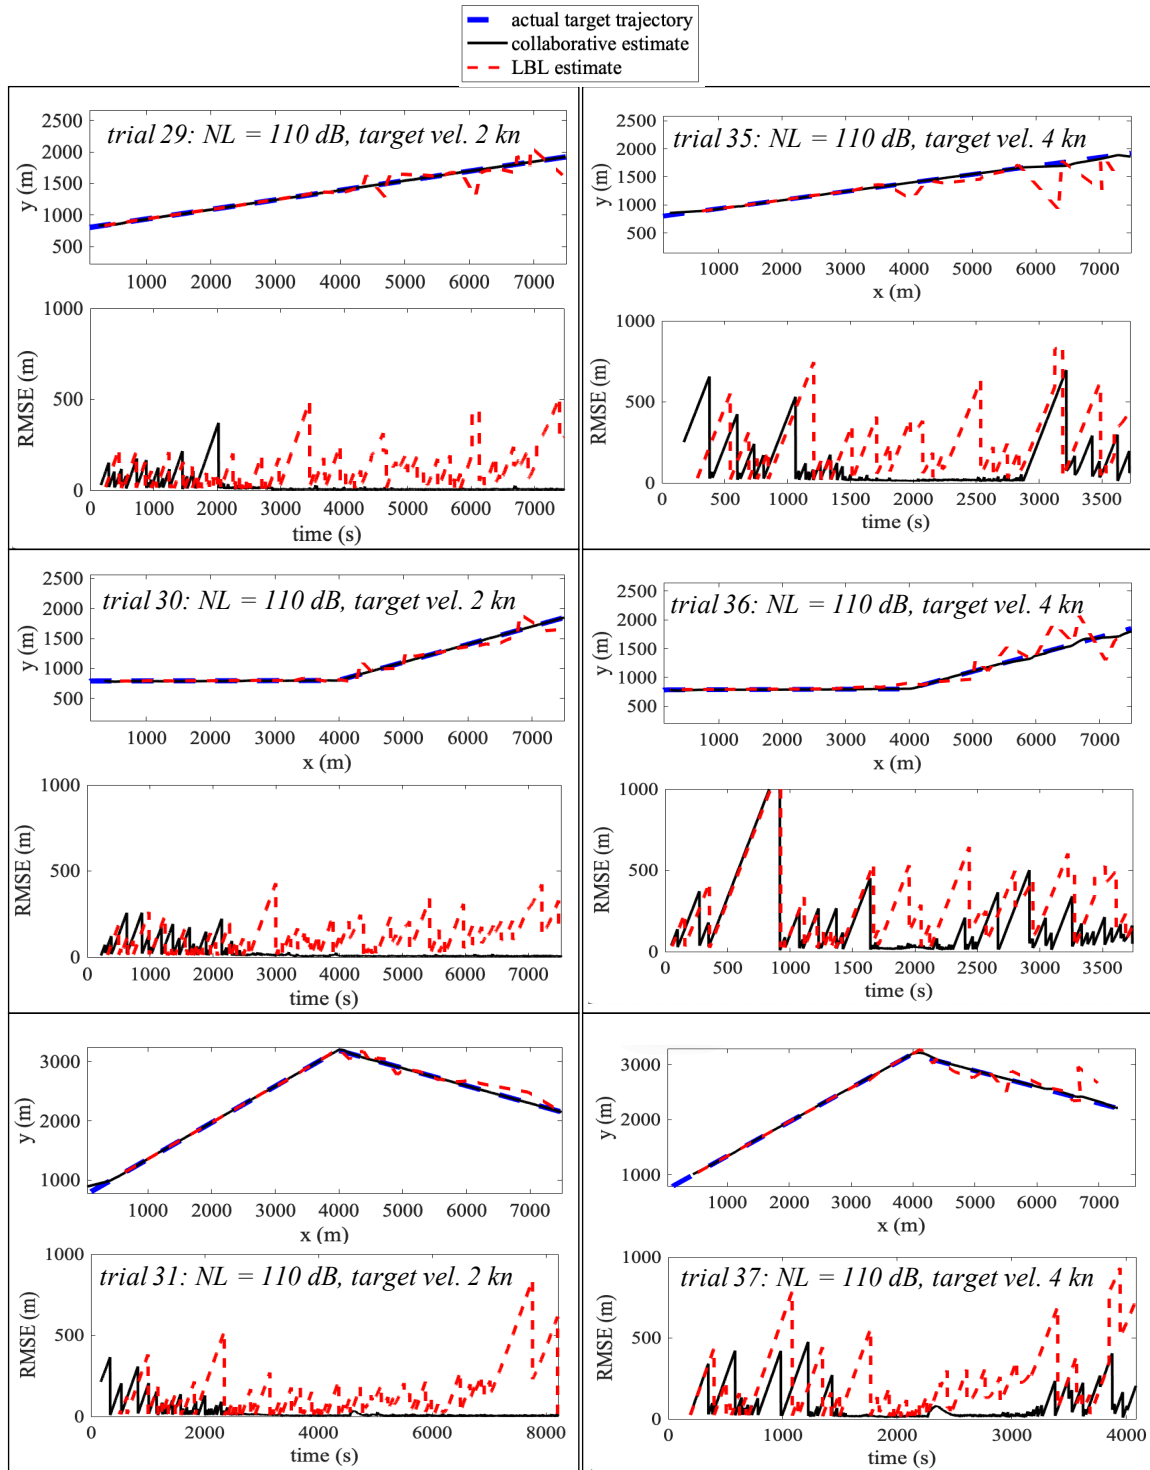 actual target trajectory
collaborative estimate
LBL estimate
trial 29: NL = 110 dB, target vel. 2 kn
2500
2000
1500
1000
500
y (m)
1000 2000 3000 4000 5000 6000 7000
1000
500
0
RMSE (m)
0 1000 2000 3000 4000 5000 6000 7000
time (s)
trial 35: NL = 110 dB, target vel. 4 kn
2500
2000
1500
1000
500
y (m)
1000 2000 3000 4000 5000 6000 7000
x (m)
1000
500
0
RMSE (m)
0 500 1000 1500 2000 2500 3000 3500
time (s)
trial 30: NL = 110 dB, target vel. 2 kn
2500
2000
1500
1000
500
y (m)
1000 2000 3000 4000 5000 6000 7000
x (m)
1000
500
0
RMSE (m)
0 1000 2000 3000 4000 5000 6000 7000
time (s)
trial 36: NL = 110 dB, target vel. 4 kn
2500
2000
1500
1000
500
y (m)
1000 2000 3000 4000 5000 6000 7000
x (m)
1000
500
0
RMSE (m)
0 500 1000 1500 2000 2500 3000 3500
time (s)
3000
2000
1000
y (m)
1000 2000 3000 4000 5000 6000 7000
x (m)
trial 31: NL = 110 dB, target vel. 2 kn
1000
500
0
RMSE (m)
0 2000 4000 6000 8000
time (s)
3000
2000
1000
y (m)
1000 2000 3000 4000 5000 6000 7000
x (m)
trial 37: NL = 110 dB, target vel. 4 kn
1000
500
0
RMSE (m)
0 1000 2000 3000 4000
time (s)